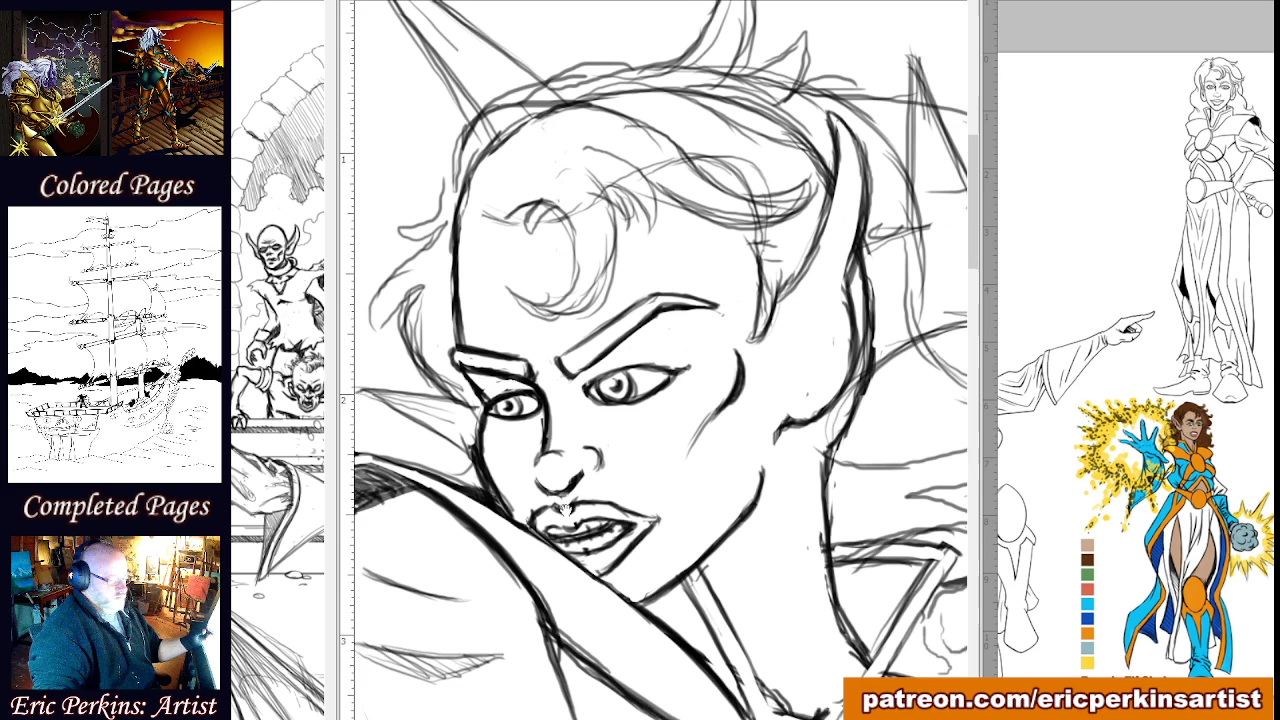 Colored Pages
Completed Pages
Eric Perkins: Artist
patreon.com/ericperkinsartist